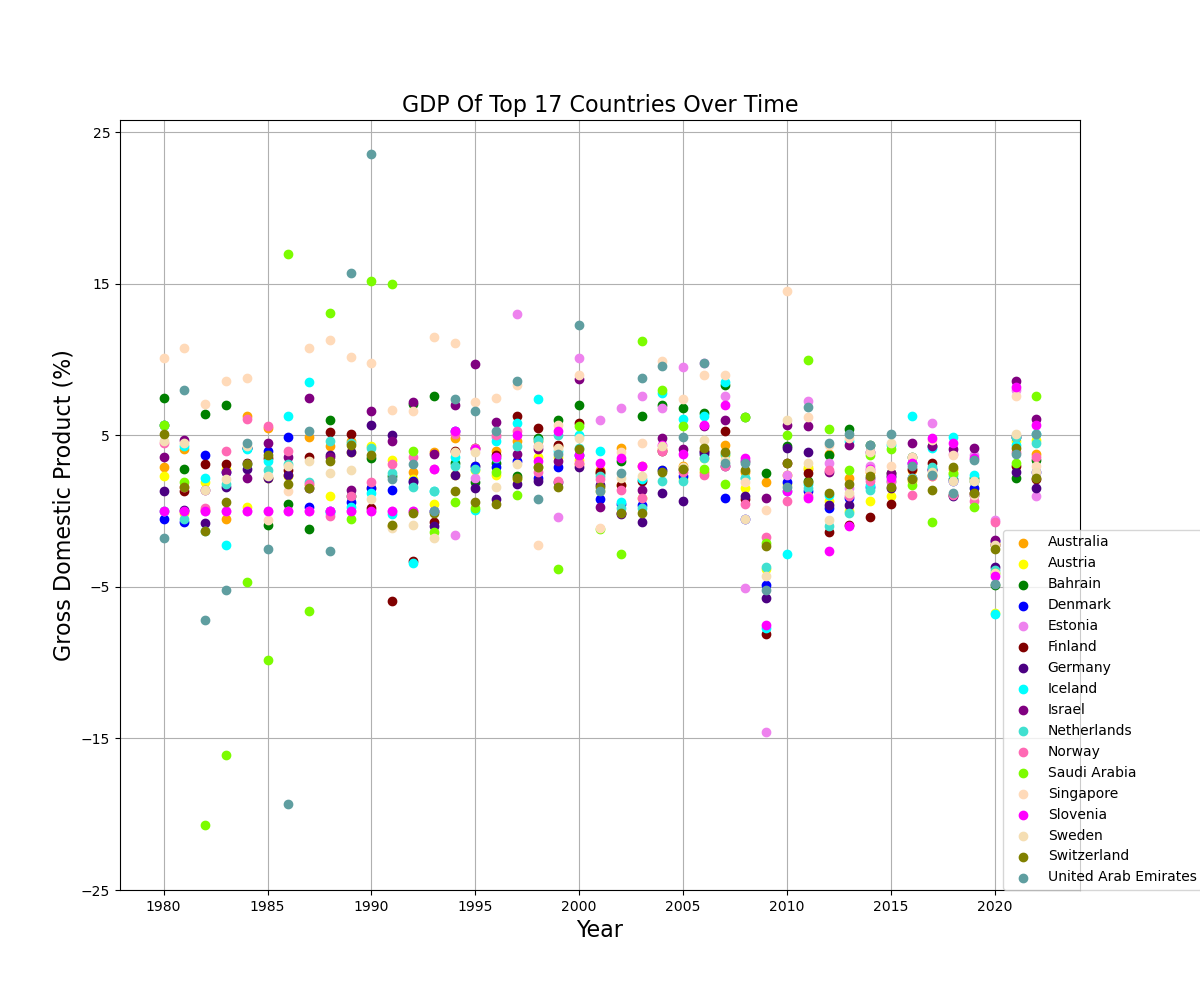 GDP Of Top 17 Countries Over Time
Gross Domestic Product (%)
25
15
5
−5
−15
−25
1980 1985 1990 1995 2000 2005 2010 2015 2020
Year
Australia
Austria
Bahrain
Denmark
Estonia
Finland
Germany
Iceland
Israel
Netherlands
Norway
Saudi Arabia
Singapore
Slovenia
Sweden
Switzerland
United Arab Emirates